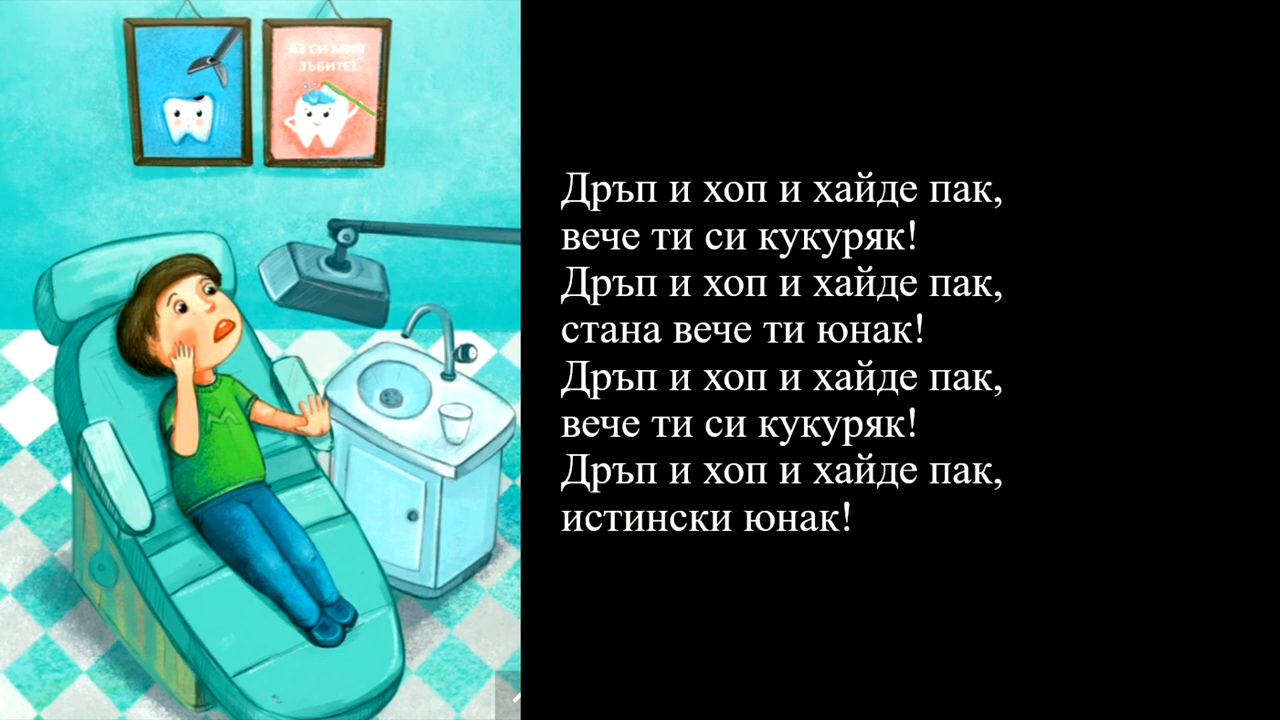 АЗ СИ МИЯ
ЗЪБИТЕ!
Дръп и хоп и хайде пак,
вече ти си кукуряк!
Дръп и хоп и хайде пак,
стана вече ти юнак!
Дръп и хоп и хайде пак,
вече ти си кукуряк!
Дръп и хоп и хайде пак,
истински юнак!